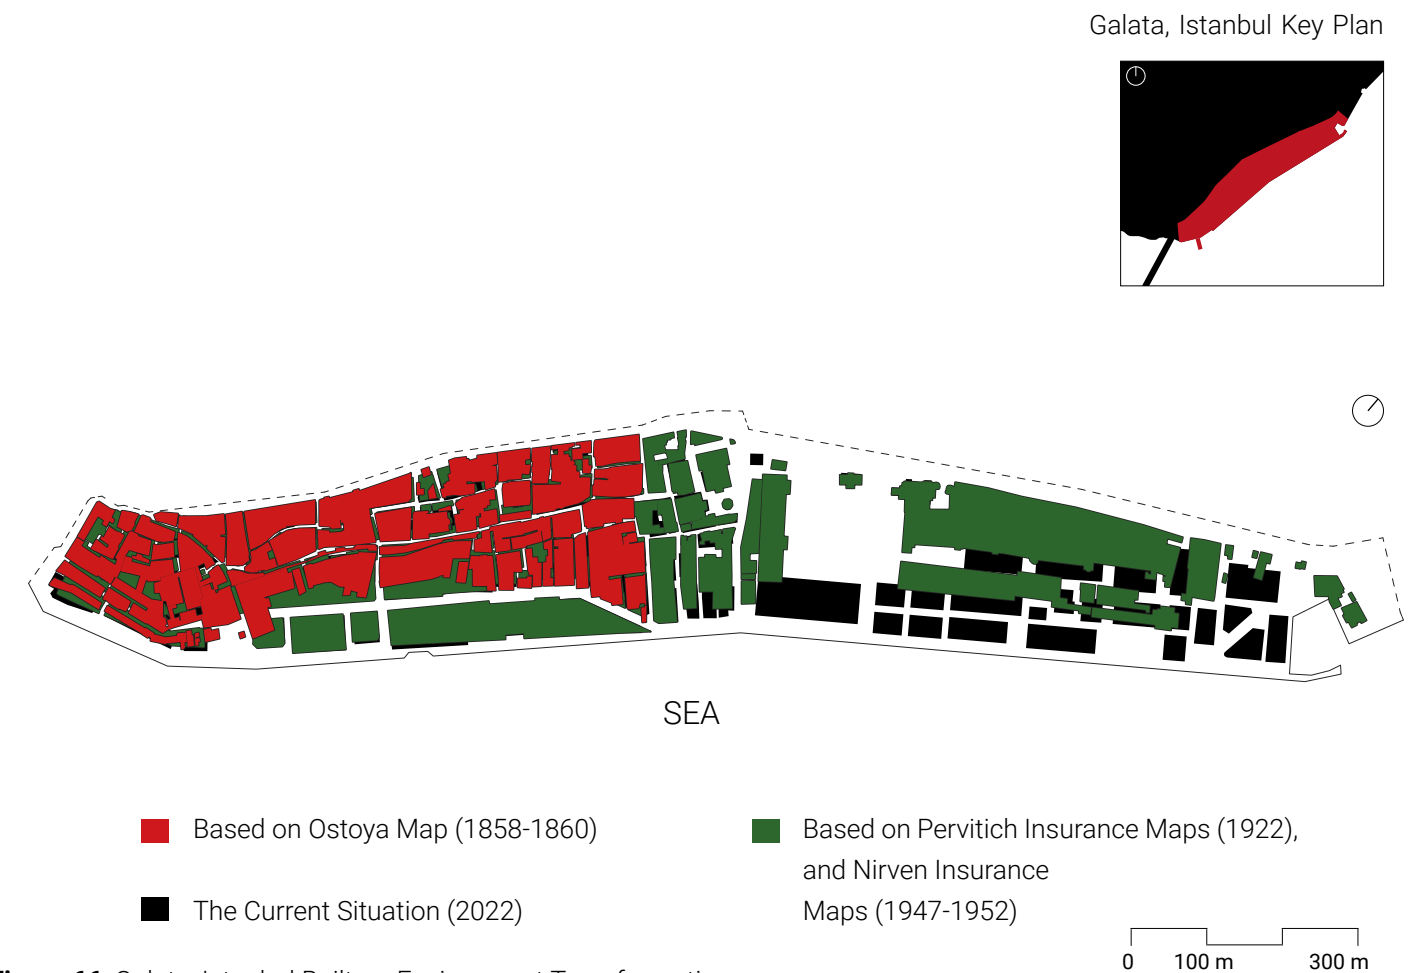 Galata, Istanbul Key Plan
SEA
Based on Ostoya Map (1858-1860)
The Current Situation (2022)
Based on Pervitich Insurance Maps (1922),
and Nirven Insurance
Maps (1947-1952)
0 100 m 300 m